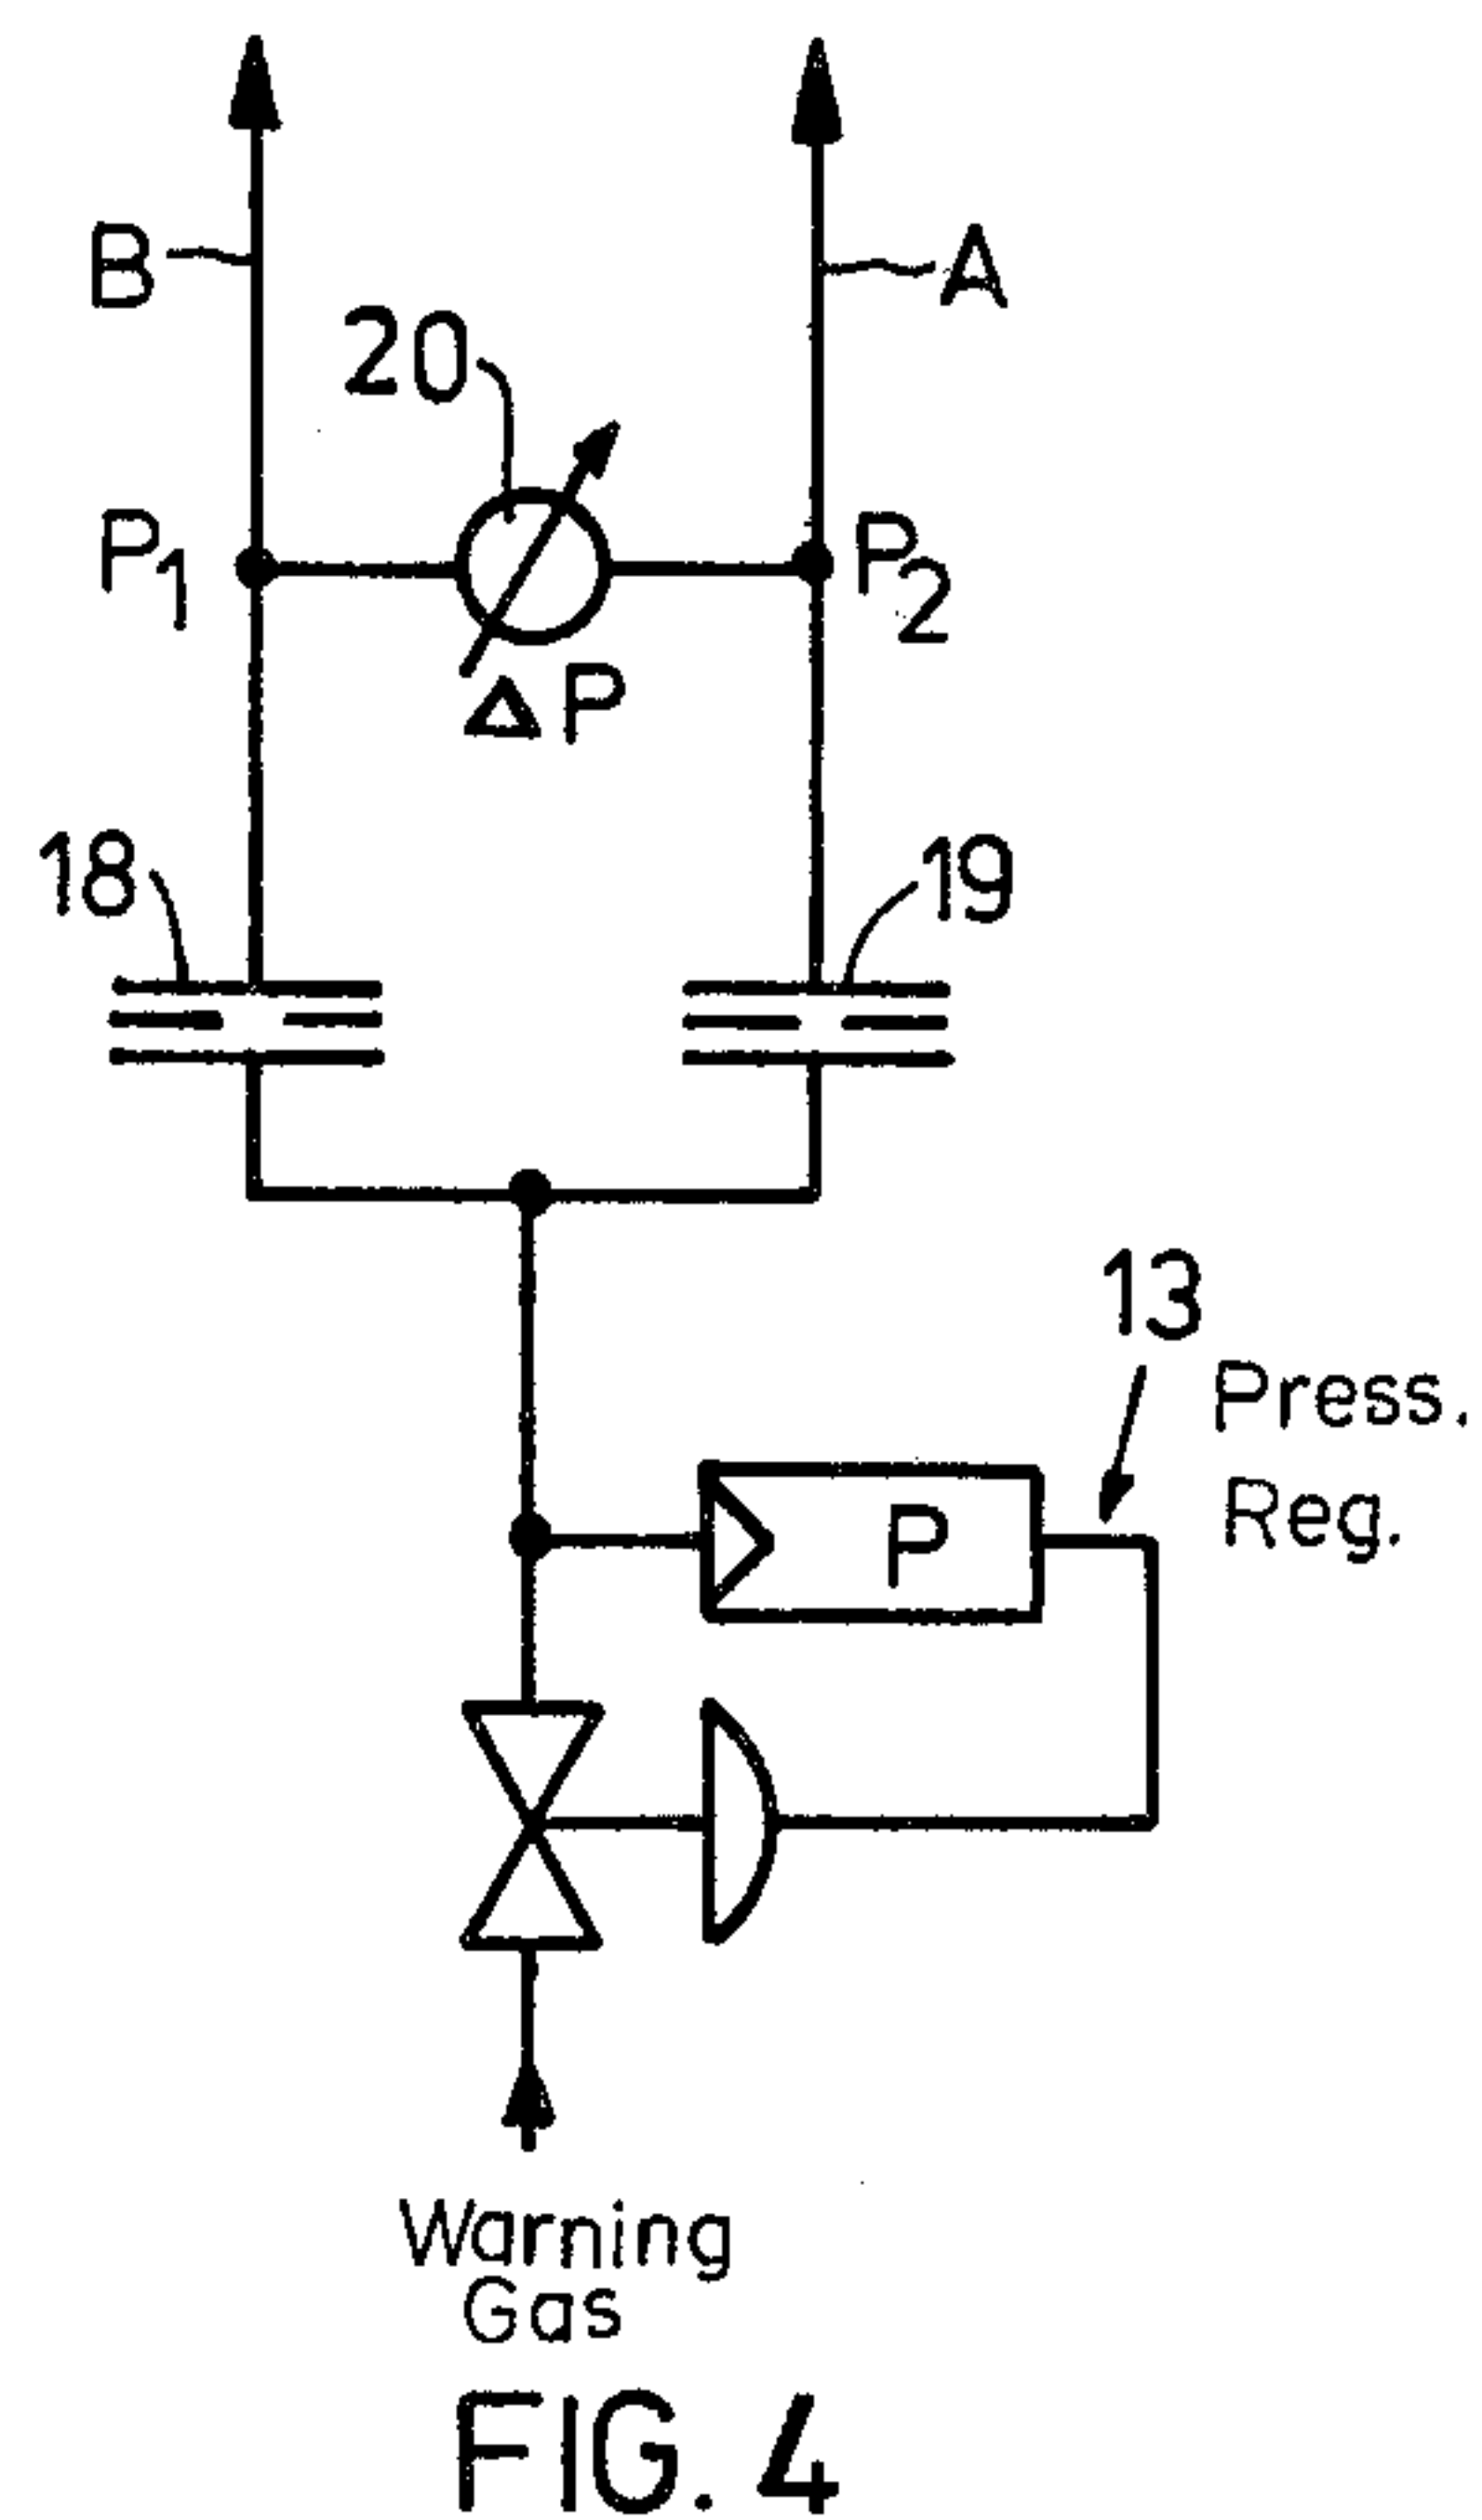 B
A
20
P1
P2
ΔP
18
19
13
Press.
Reg.
P
Warning
Gas
FIG. 4